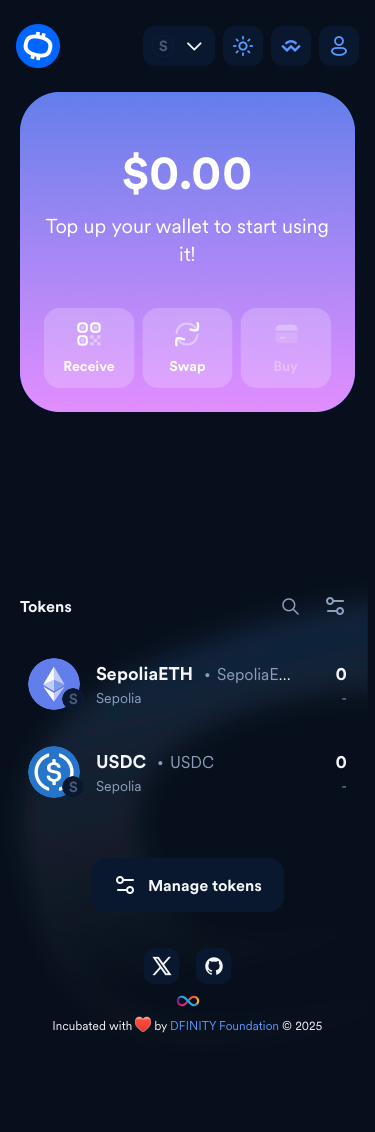 S
$0.00
Top up your wallet to start using
it!
Receive
Swap
Buy
Tokens
SepoliaETH • SepoliaE...
0
Sepolia
-
S
USDC • USDC
0
Sepolia
-
S
Manage tokens
Incubated with ❤️ by DFINITY Foundation © 2025